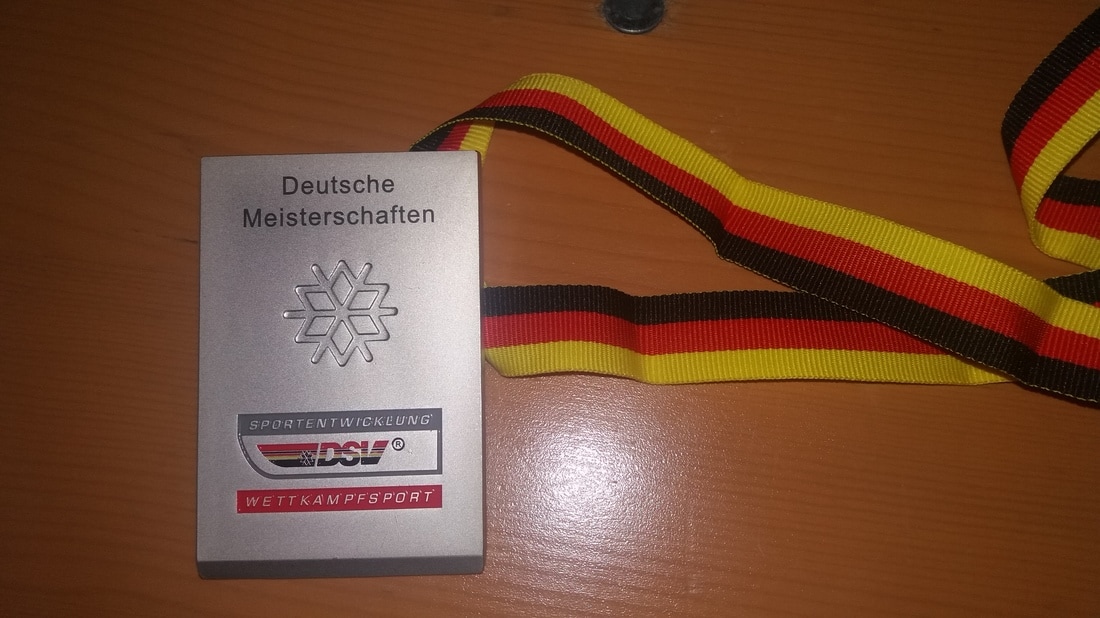 Deutsche
Meisterschaften
SPORTENTWICKLUNG
DSV®
WETTKAMPFSPORT